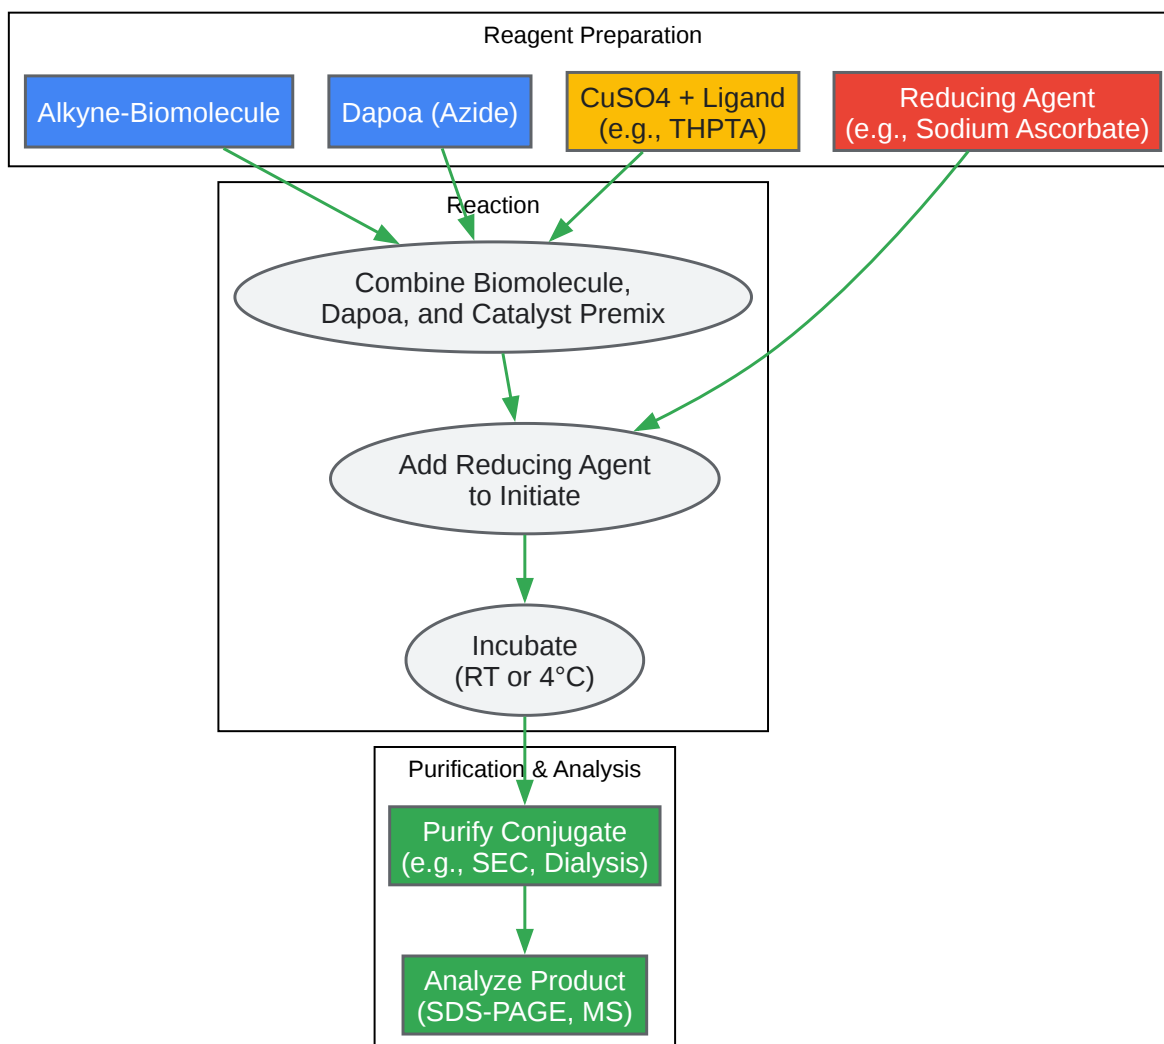 Reagent Preparation
Alkyne-Biomolecule
Dapoa (Azide)
CuSO4 + Ligand
(e.g., THPTA)
Reducing Agent
(e.g., Sodium Ascorbate)
Reaction
Combine Biomolecule,
Dapoa, and Catalyst Premix
Add Reducing Agent
to Initiate
Incubate
(RT or 4°C)
Purification & Analysis
Purify Conjugate
(e.g., SEC, Dialysis)
Analyze Product
(SDS-PAGE, MS)